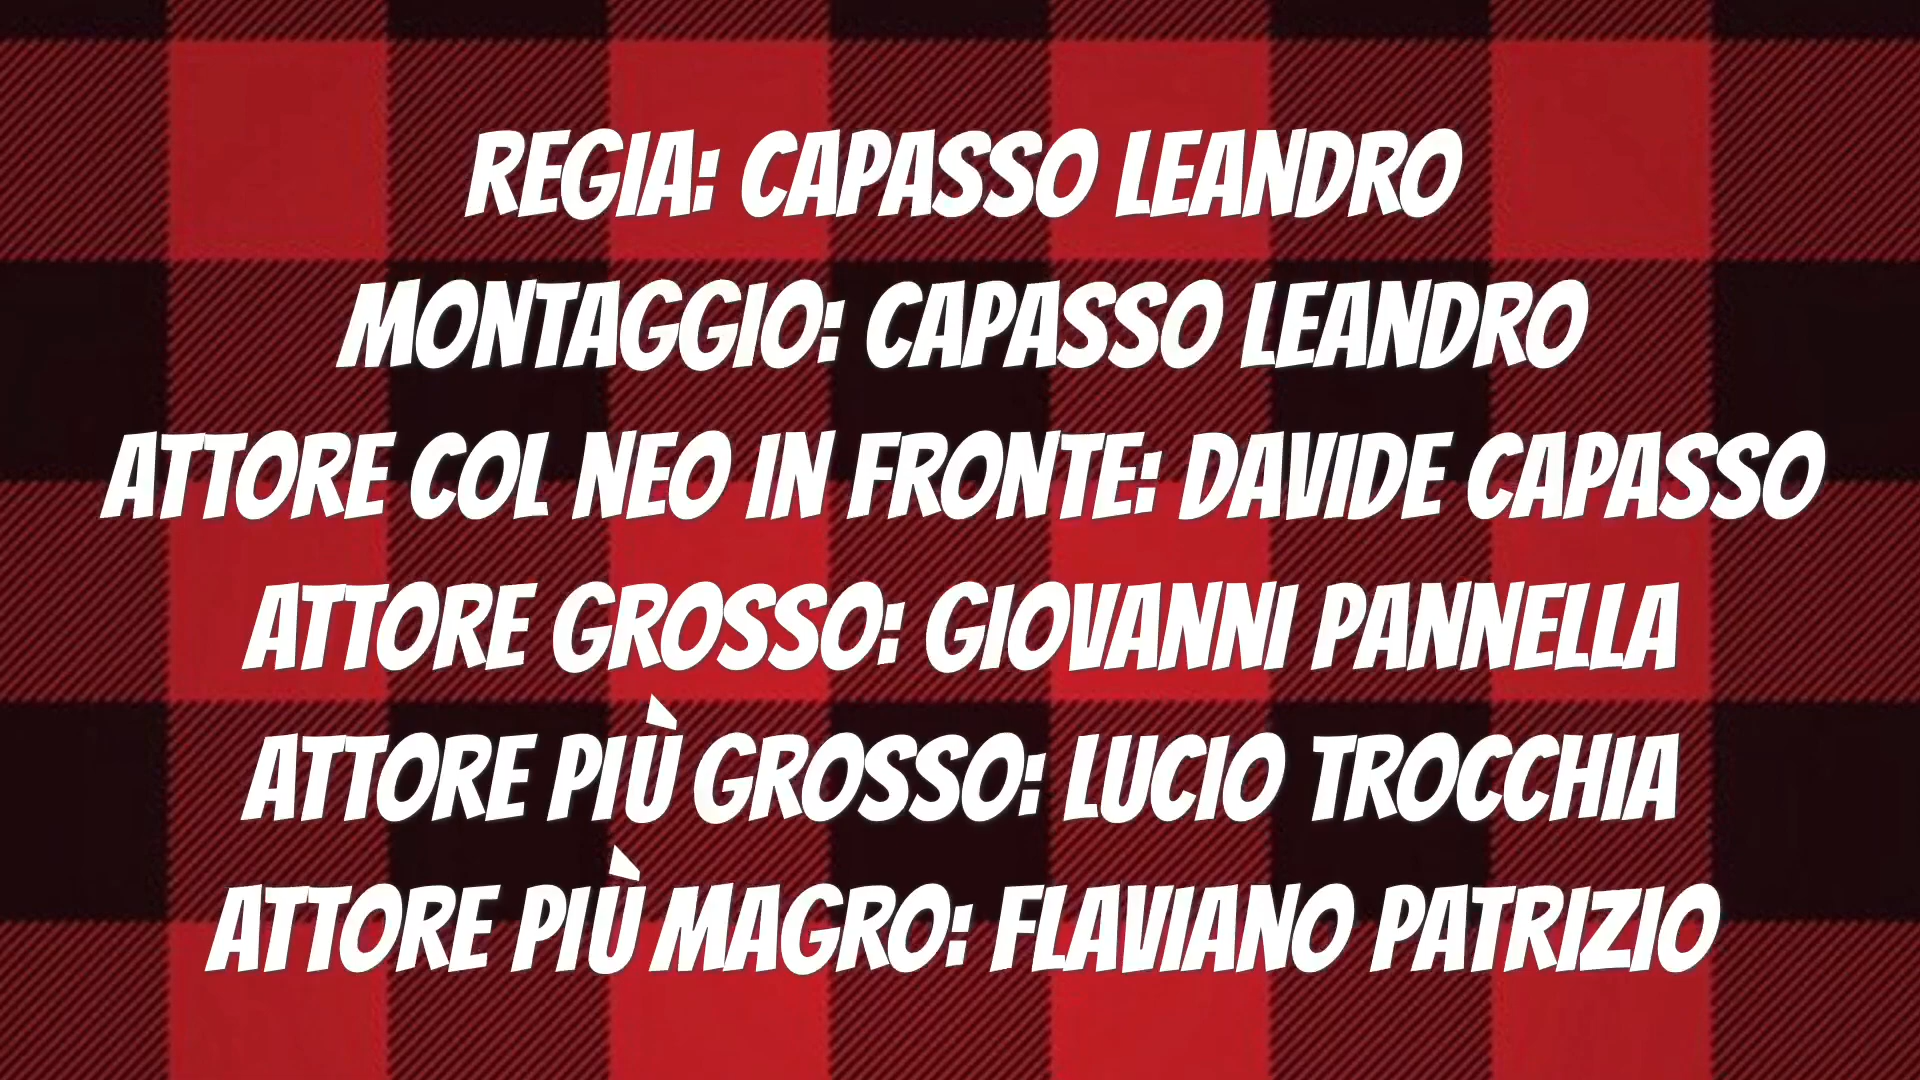 REGIA: CAPASSO LEANDRO
MONTAGGIO: CAPASSO LEANDRO
ATTORE COL NEO IN FRONTE: DAVIDE CAPASSO
ATTORE GROSSO: GIOVANNI PANNELLA
ATTORE PIÙ GROSSO: LUCIO TROCCHIA
ATTORE PIÙ MAGRO: FLAVIANO PATRIZIO